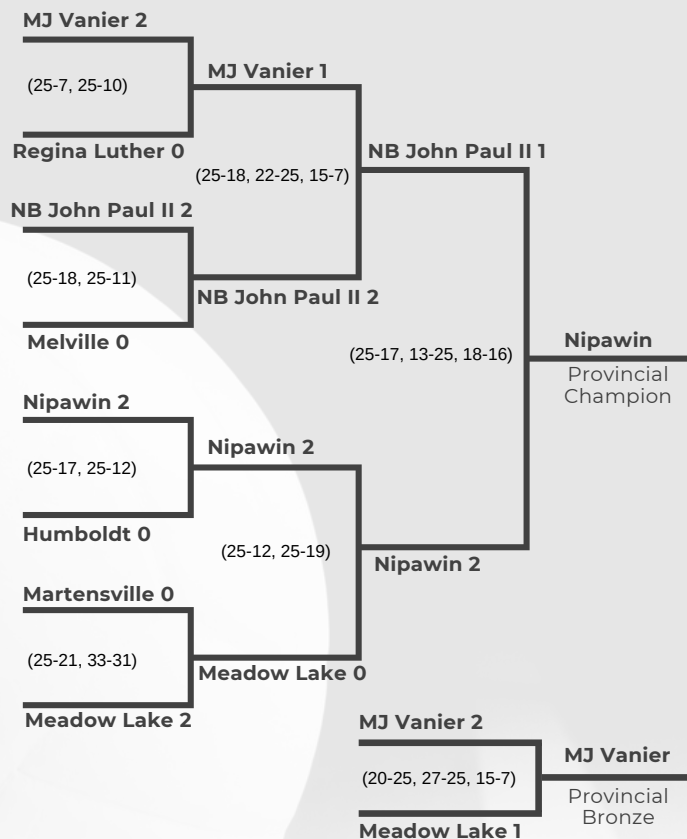 MJ Vanier 2
(25-7, 25-10)
Regina Luther 0
MJ Vanier 1
(25-18, 22-25, 15-7)
NB John Paul II 2
NB John Paul II 2
(25-18, 25-11)
Melville 0
NB John Paul II 1
(25-17, 13-25, 18-16)
Nipawin 2
Nipawin
Provincial
Champion
Nipawin 2
(25-17, 25-12)
Humboldt 0
Nipawin 2
(25-12, 25-19)
Meadow Lake 0
Martensville 0
(25-21, 33-31)
Meadow Lake 2
MJ Vanier 2
(20-25, 27-25, 15-7)
Meadow Lake 1
MJ Vanier
Provincial
Bronze